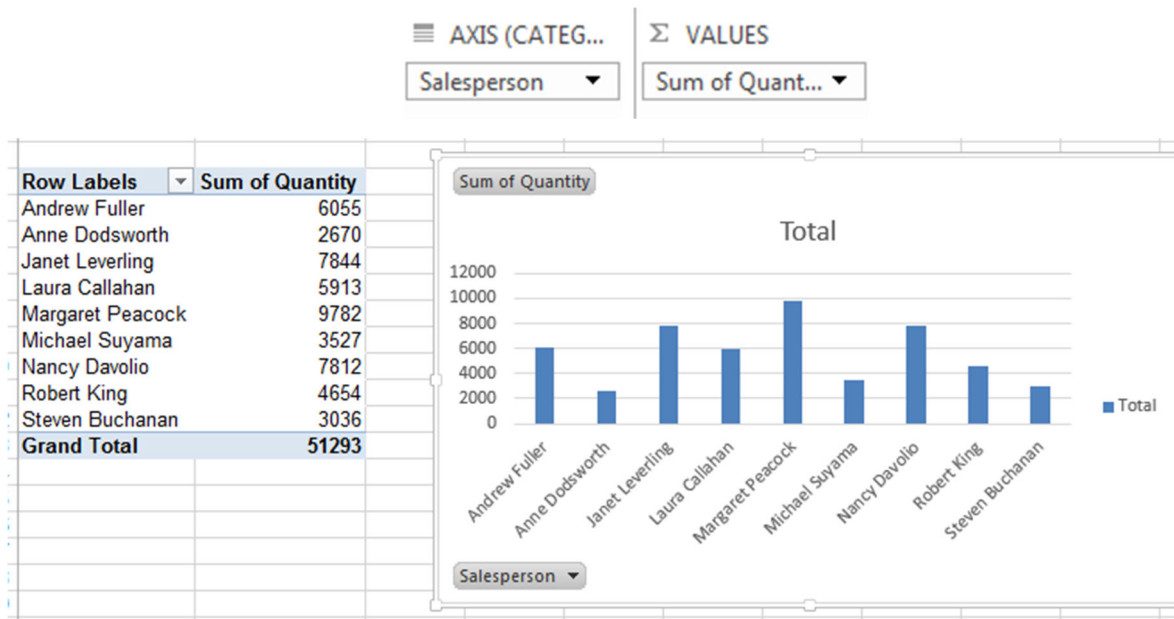 AXIS (CATEG... Σ VALUES
Salesperson Sum of Quant...
Row Labels Sum of Quantity
Andrew Fuller 6055
Anne Dodsworth 2670
Janet Leverling 7844
Laura Callahan 5913
Margaret Peacock 9782
Michael Suyama 3527
Nancy Davolio 7812
Robert King 4654
Steven Buchanan 3036
Grand Total 51293
Sum of Quantity
Total
12000
10000
8000
6000
4000
2000
0
Andrew Fuller
Anne Dodsworth
Janet Leverling
Laura Callahan
Margaret Peacock
Michael Suyama
Nancy Davolio
Robert King
Steven Buchanan
Total
Salesperson